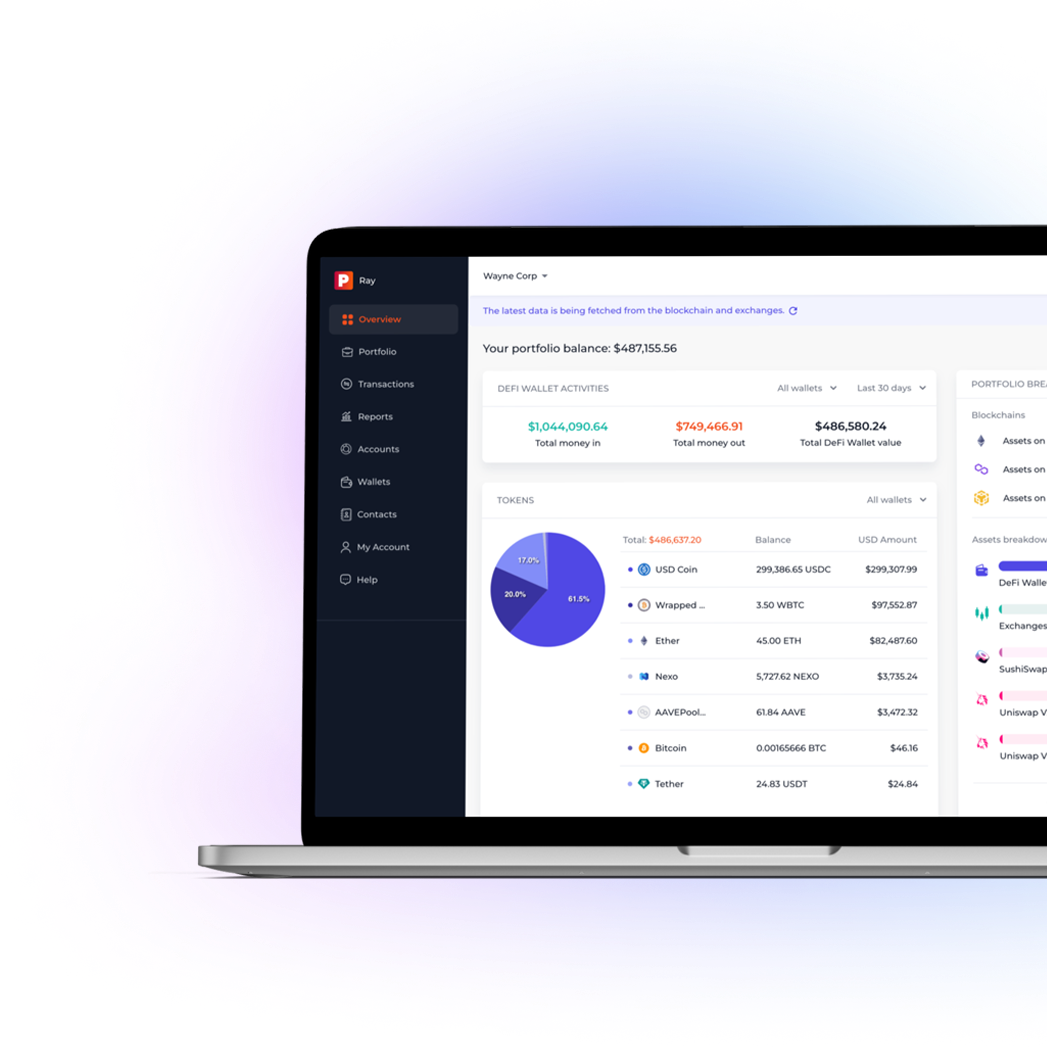 P Ray
Overview
Portfolio
Transactions
Reports
Accounts
Wallets
Contacts
My Account
Help
Wayne Corp
The latest data is being fetched from the blockchain and exchanges.
Your portfolio balance: $487,155.56
DEFI WALLET ACTIVITIES All wallets Last 30 days
$1,044,090.64 $749,466.91 $486,580.24
Total money in Total money out Total DeFi Wallet value
TOKENS All wallets
17.0%
20.0%
61.5%
Total: $486,637.20 Balance USD Amount
USD Coin 299,386.65 USDC $299,307.99
Wrapped ... 3.50 WBTC $97,552.87
Ether 45.00 ETH $82,487.60
Nexo 5,727.62 NEXO $3,735.24
AAVEPool... 61.84 AAVE $3,472.32
Bitcoin 0.00165666 BTC $46.16
Tether 24.83 USDT $24.84
PORTFOLIO BREA
Blockchains
Assets on
Assets on
Assets on
Assets breakdow
DeFi Walle
Exchanges
SushiSwap
Uniswap V
Uniswap V